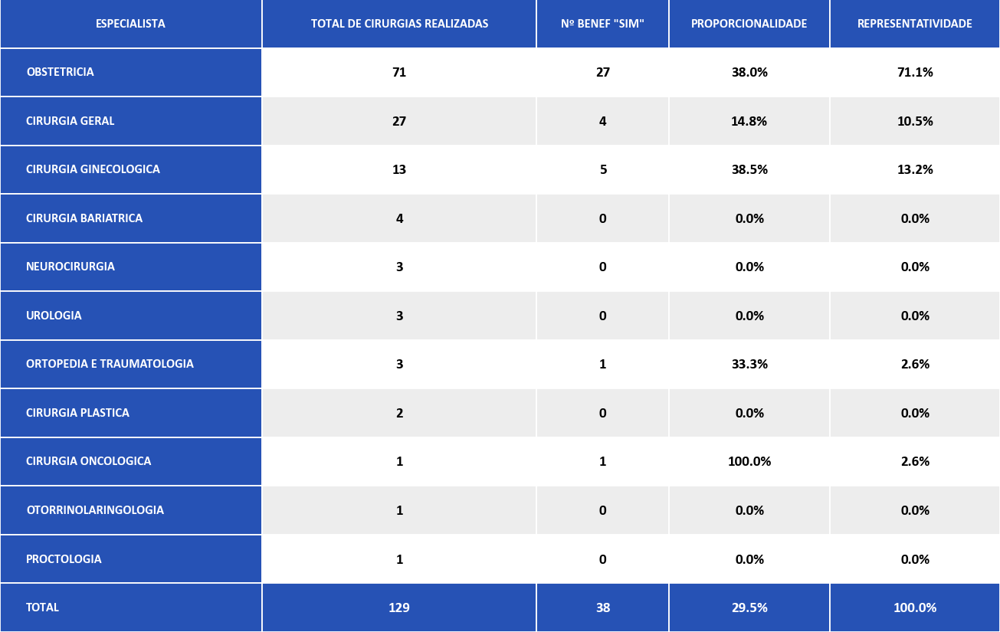 ESPECIALISTA TOTAL DE CIRURGIAS REALIZADAS Nº BENEF "SIM" PROPORCIONALIDADE REPRESENTATIVIDADE
OBSTETRICIA 71 27 38.0% 71.1%
CIRURGIA GERAL 27 4 14.8% 10.5%
CIRURGIA GINECOLOGICA 13 5 38.5% 13.2%
CIRURGIA BARIATRICA 4 0 0.0% 0.0%
NEUROCIRURGIA 3 0 0.0% 0.0%
UROLOGIA 3 0 0.0% 0.0%
ORTOPEDIA E TRAUMATOLOGIA 3 1 33.3% 2.6%
CIRURGIA PLASTICA 2 0 0.0% 0.0%
CIRURGIA ONCOLOGICA 1 1 100.0% 2.6%
OTORRINOLARINGOLOGIA 1 0 0.0% 0.0%
PROCTOLOGIA 1 0 0.0% 0.0%
TOTAL 129 38 29.5% 100.0%